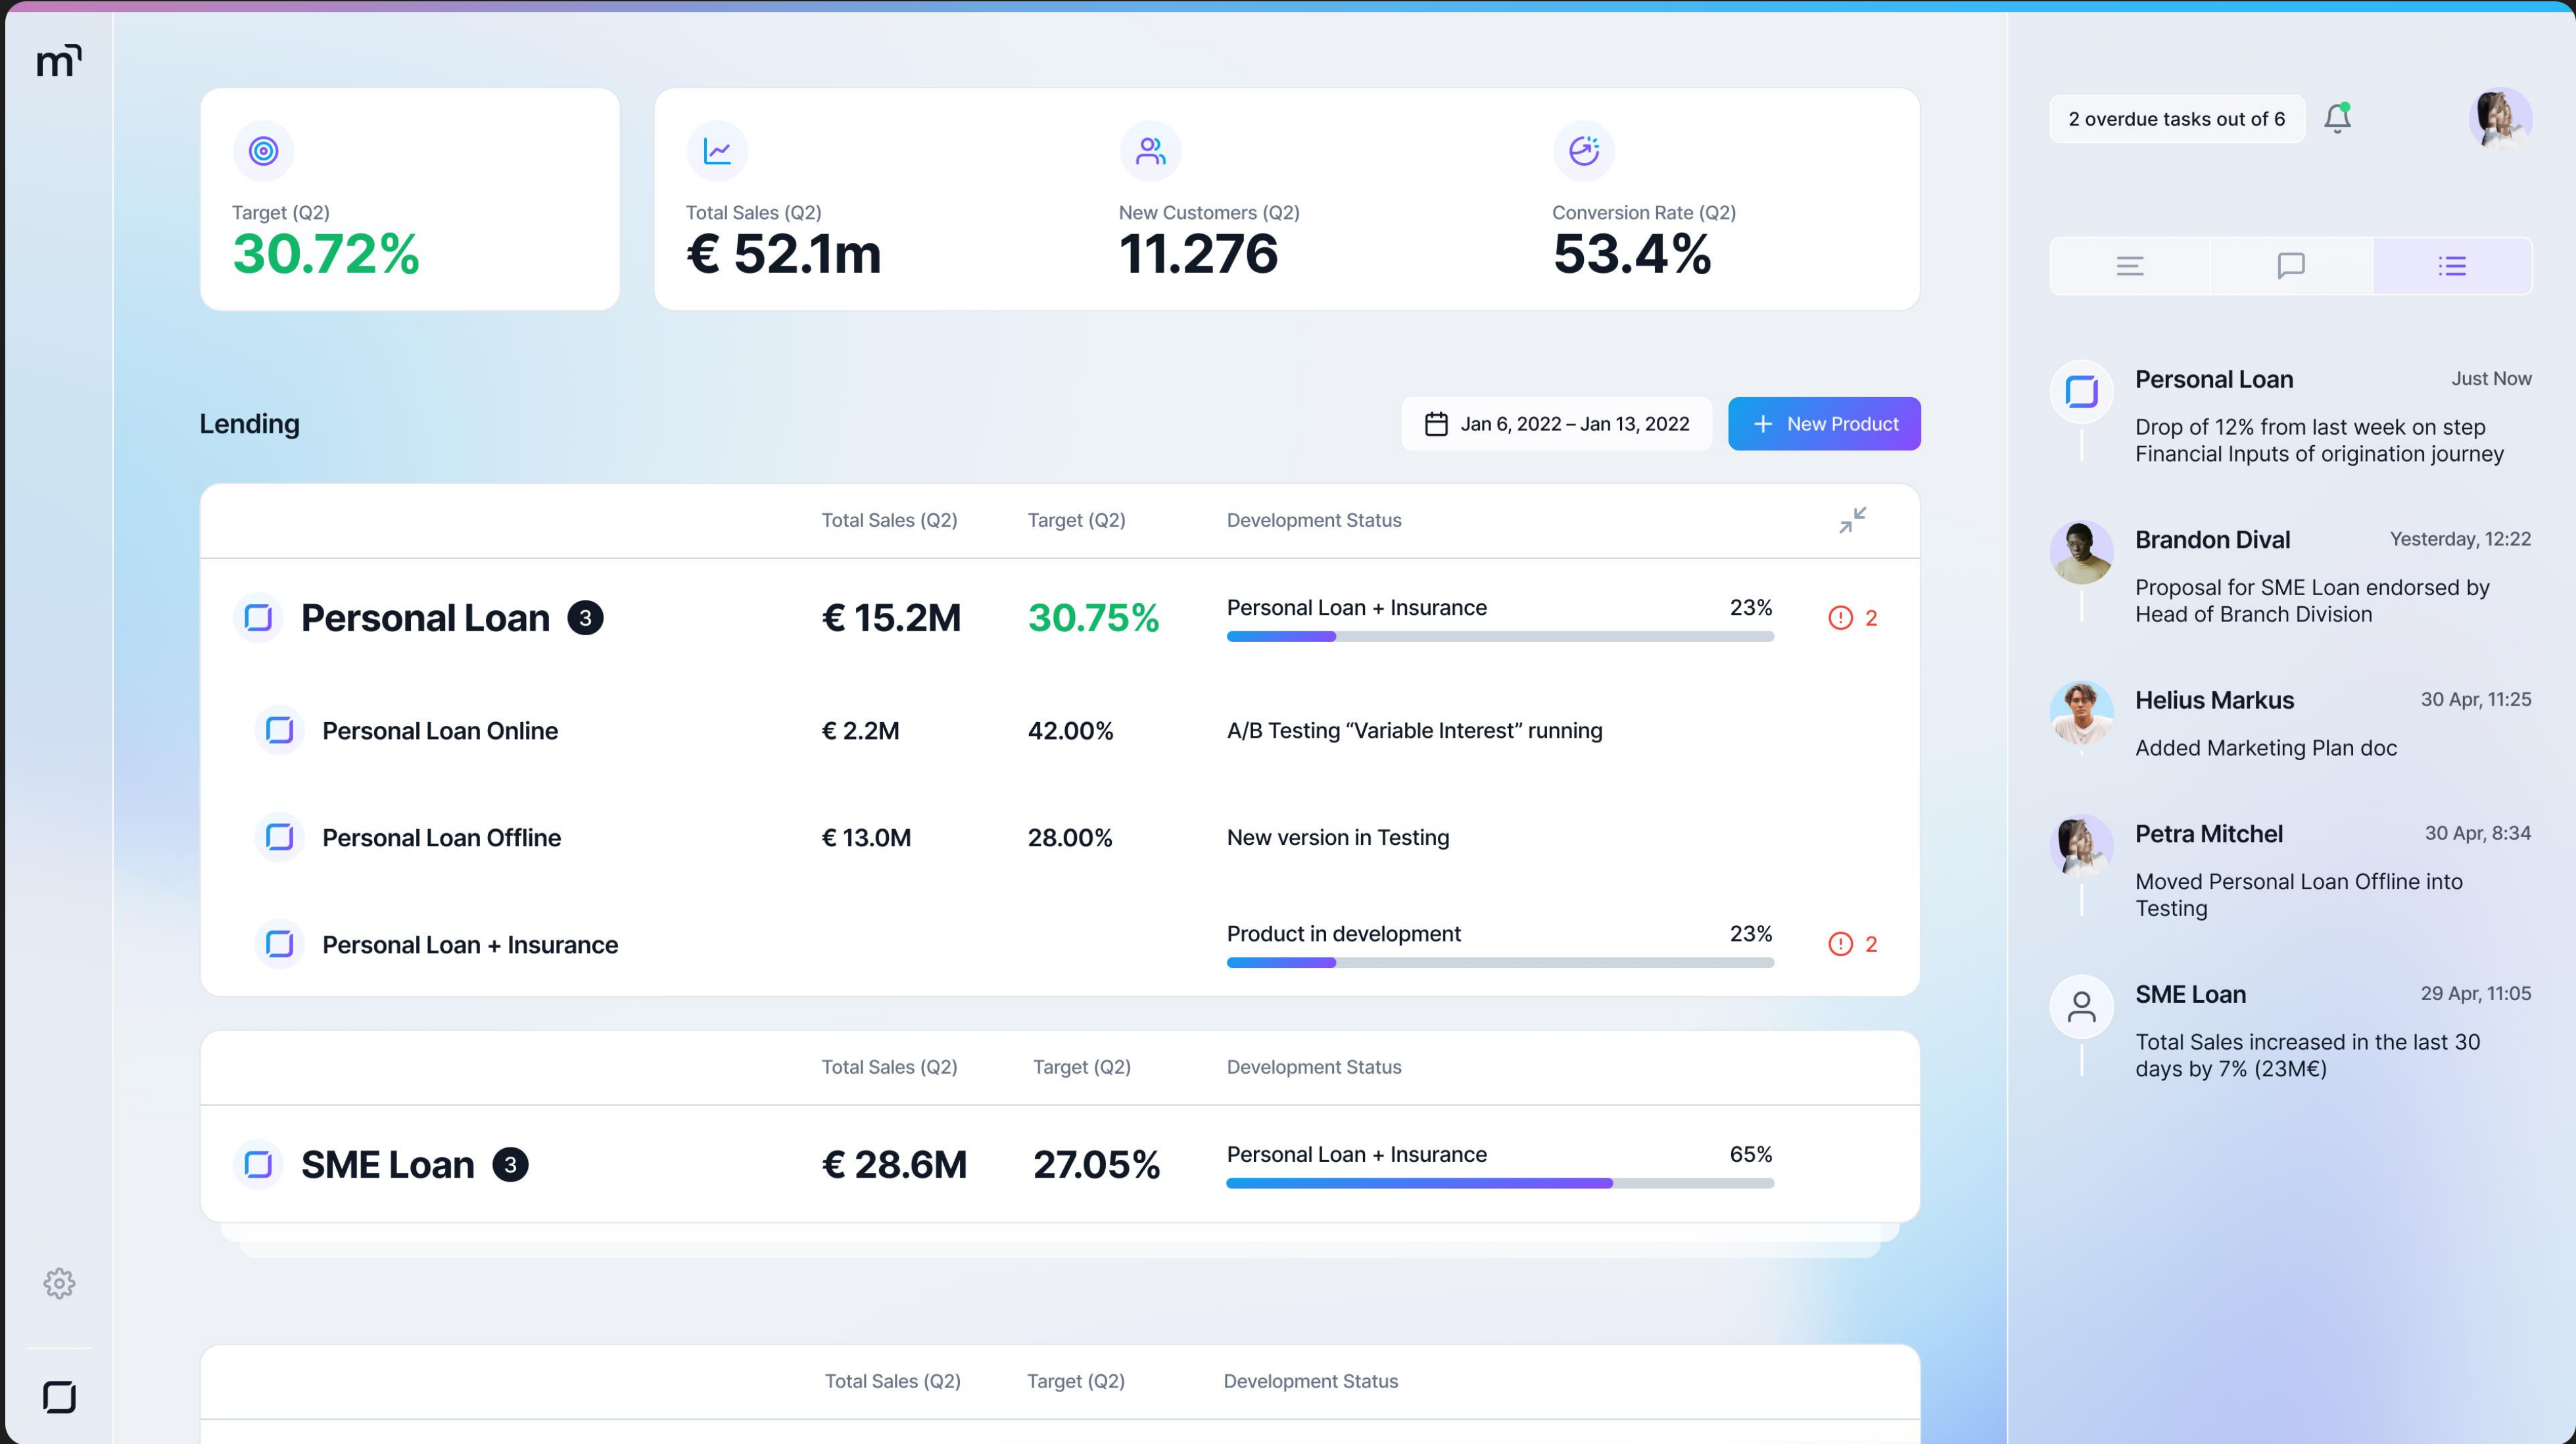 m
Target (Q2)
30.72%
Total Sales (Q2)
€ 52.1m
New Customers (Q2)
11.276
Conversion Rate (Q2)
53.4%
Lending
Jan 6, 2022 – Jan 13, 2022
New Product
Total Sales (Q2) Target (Q2) Development Status
Personal Loan 3 € 15.2M 30.75% Personal Loan + Insurance 23% 2
Personal Loan Online € 2.2M 42.00% A/B Testing “Variable Interest” running
Personal Loan Offline € 13.0M 28.00% New version in Testing
Personal Loan + Insurance Product in development 23% 2
Total Sales (Q2) Target (Q2) Development Status
SME Loan 3 € 28.6M 27.05% Personal Loan + Insurance 65%
Total Sales (Q2) Target (Q2) Development Status
2 overdue tasks out of 6
Personal Loan Just Now
Drop of 12% from last week on step
Financial Inputs of origination journey
Brandon Dival Yesterday, 12:22
Proposal for SME Loan endorsed by
Head of Branch Division
Helius Markus 30 Apr, 11:25
Added Marketing Plan doc
Petra Mitchel 30 Apr, 8:34
Moved Personal Loan Offline into
Testing
SME Loan 29 Apr, 11:05
Total Sales increased in the last 30
days by 7% (23M€)